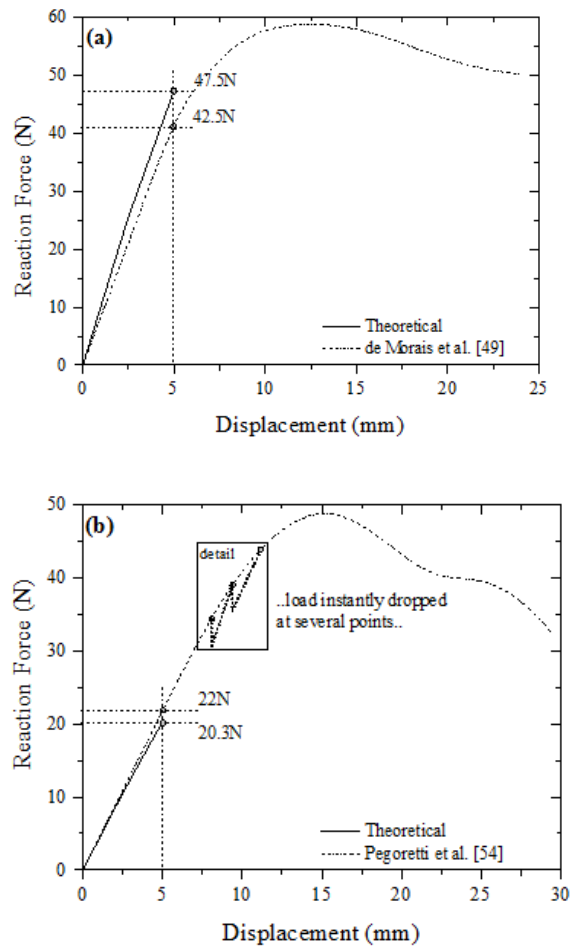 (a)
60
50
40
30
20
10
0
Reaction Force (N)
47.5N
42.5N
Theoretical
de Morais et al. [49]
0 5 10 15 20 25
Displacement (mm)
(b)
50
40
30
20
10
0
Reaction Force (N)
detail
..load instantly dropped
at several points..
22N
20.3N
Theoretical
Pegoretti et al. [54]
0 5 10 15 20 25 30
Displacement (mm)